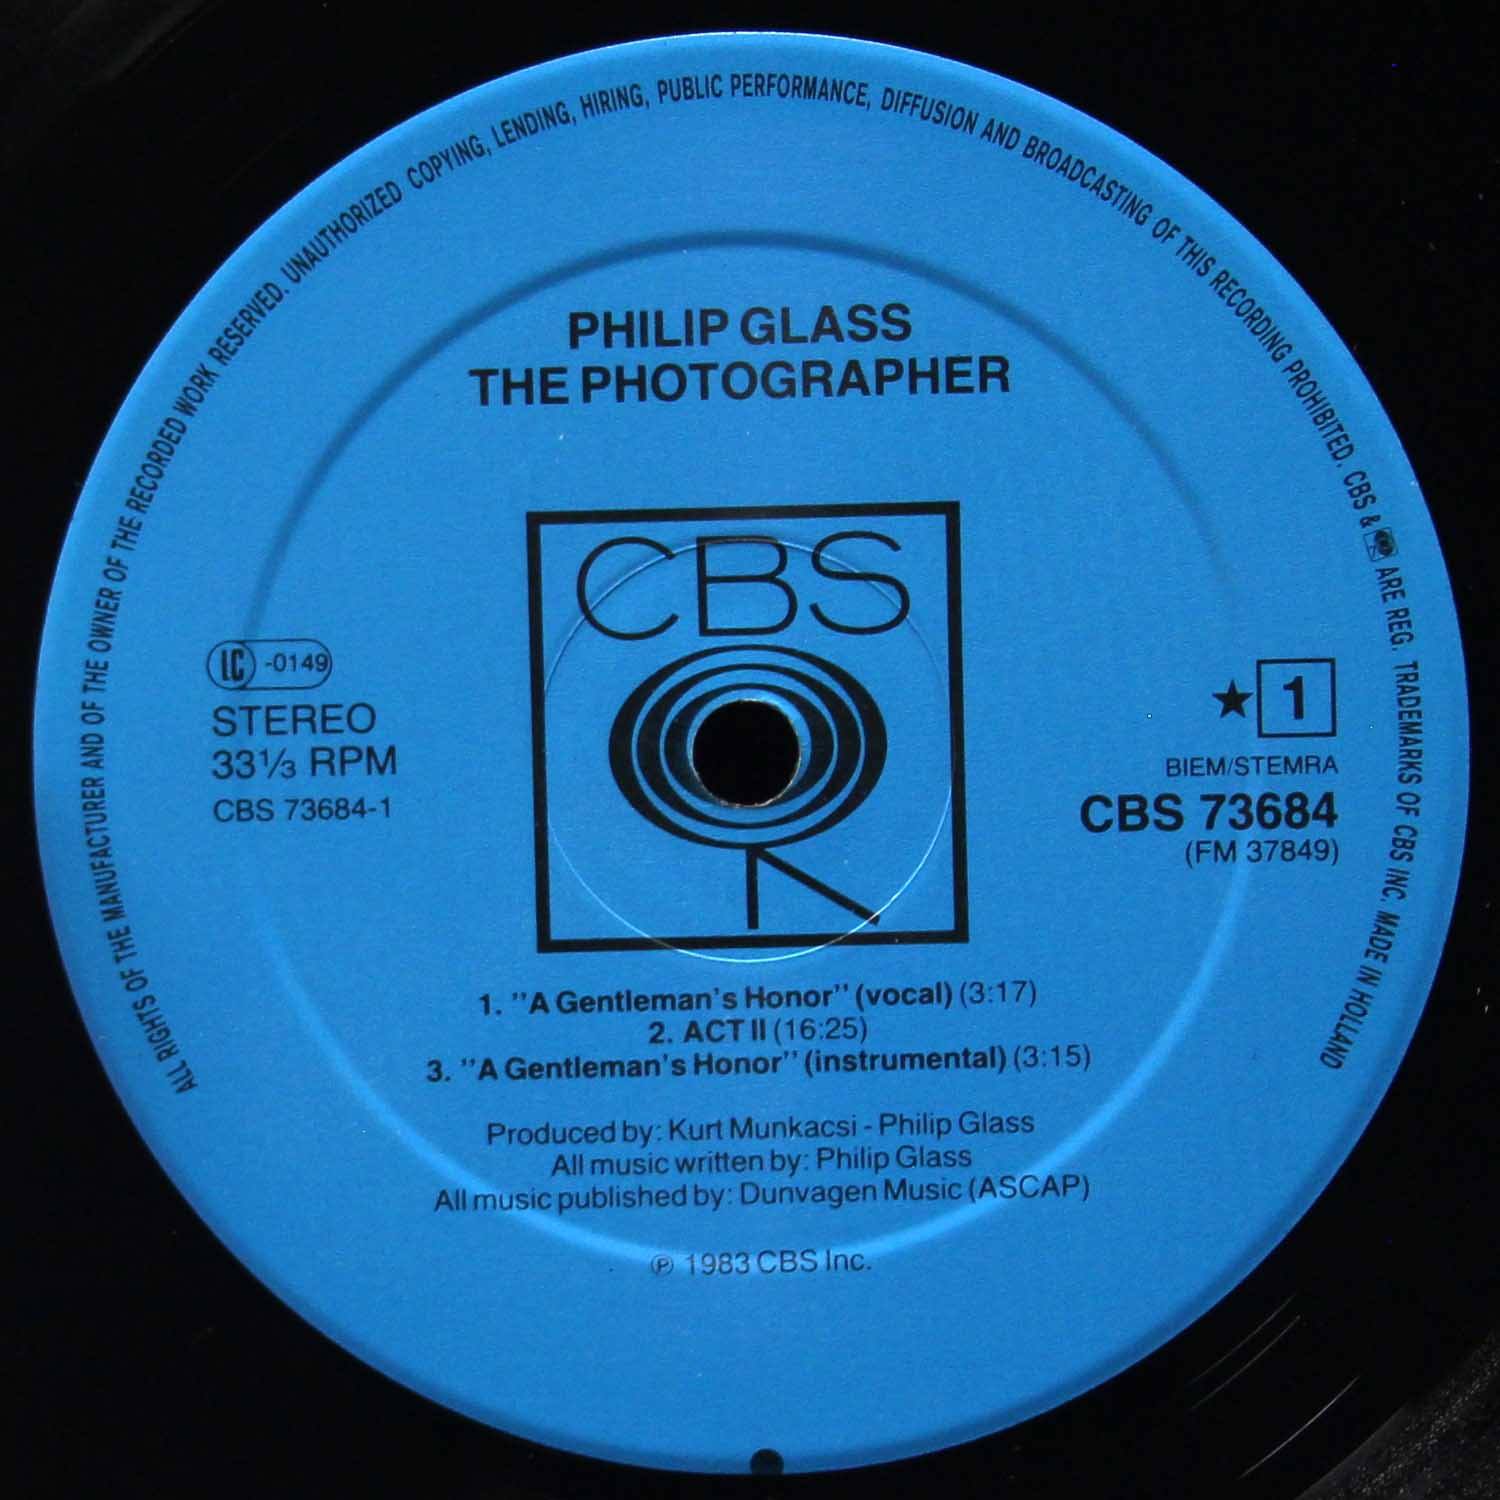 ALL RIGHTS OF THE MANUFACTURER AND OF THE OWNER OF THE RECORDED WORK RESERVED. UNAUTHORIZED COPYING, LENDING, HIRING, PUBLIC PERFORMANCE, DIFFUSION AND BROADCASTING OF THIS RECORDING PROHIBITED. CBS & ARE REG. TRADEMARKS OF CBS INC. MADE IN HOLLAND
PHILIP GLASS
THE PHOTOGRAPHER
CBS
LC -0149
STEREO
33⅓ RPM
CBS 73684-1
★ 1
BIEM/STEMRA
CBS 73684
(FM 37849)
1. "A Gentleman's Honor" (vocal) (3:17)
2. ACT II (16:25)
3. "A Gentleman's Honor" (instrumental) (3:15)
Produced by: Kurt Munkacsi - Philip Glass
All music written by: Philip Glass
All music published by: Dunvagen Music (ASCAP)
℗ 1983 CBS Inc.